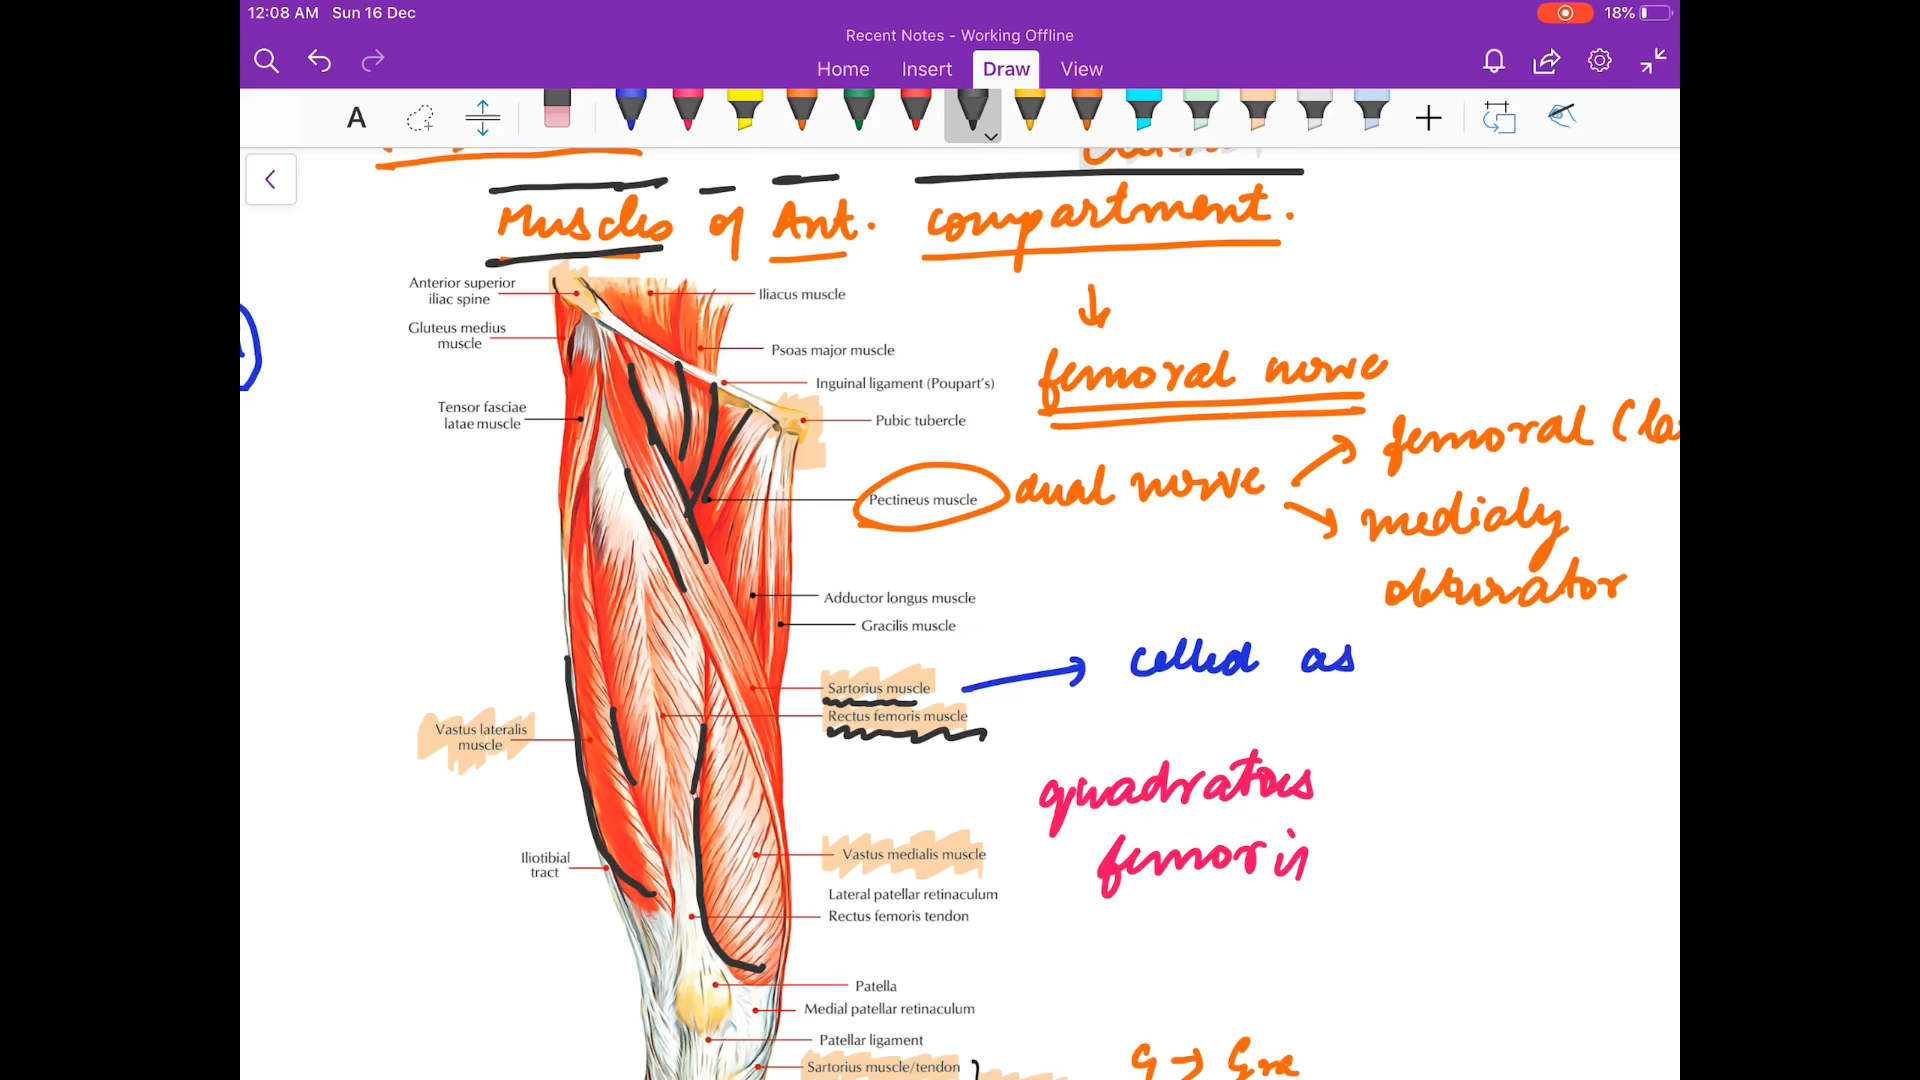 12:08 AM Sun 16 Dec
18%
Recent Notes - Working Offline
Home Insert Draw View
A
Muscles of Ant. compartment.
Anterior superior
iliac spine
Iliacus muscle
Gluteus medius
muscle
Psoas major muscle
femoral nerve
Inguinal ligament (Poupart's)
Tensor fasciae
latae muscle
Pubic tubercle
femoral (la
Pectineus muscle
dual nerve
medialy
obturator
Adductor longus muscle
Gracilis muscle
Sartorius muscle
called as
Rectus femoris muscle
Vastus lateralis
muscle
quadratous
femoris
Vastus medialis muscle
Iliotibial
tract
Lateral patellar retinaculum
Rectus femoris tendon
Patella
Medial patellar retinaculum
Patellar ligament
Sartorius muscle/tendon
G → Gra